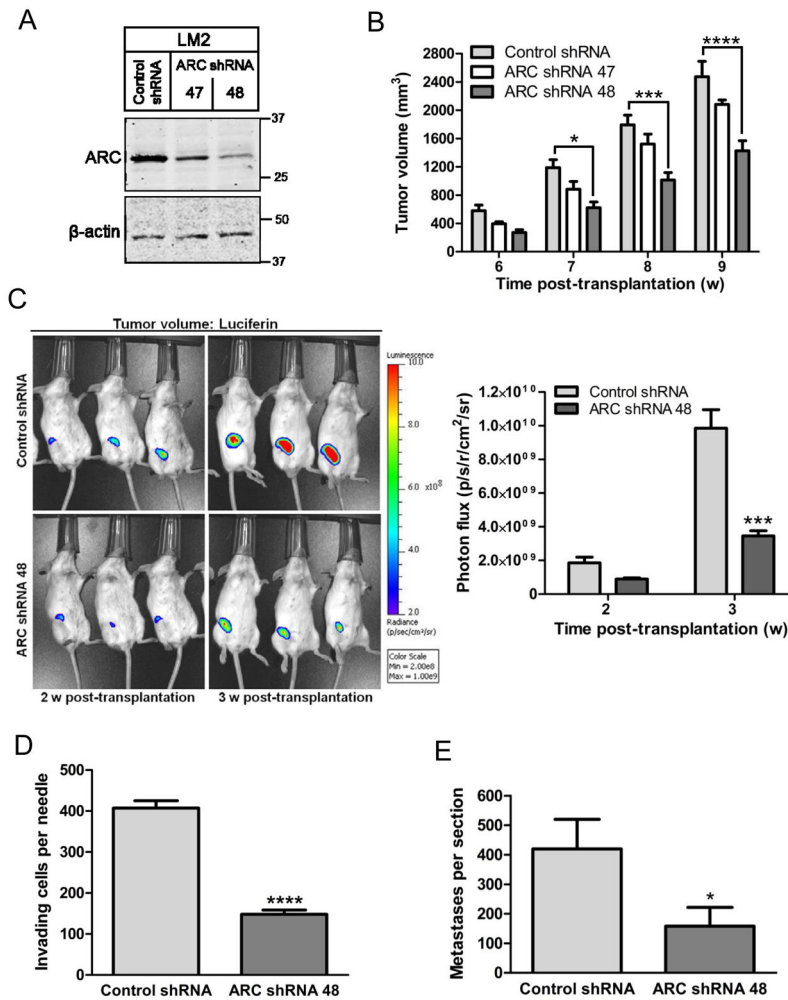 A
LM2
Control shRNA
ARC shRNA
47
48
ARC
37
25
β-actin
50
37
B
Control shRNA
ARC shRNA 47
ARC shRNA 48
*
***
****
Tumor volume (mm³)
2800
2400
2000
1600
1200
800
400
0
6
7
8
9
Time post-transplantation (w)
C
Tumor volume: Luciferin
Control shRNA
ARC shRNA 48
2 w post-transplantation
3 w post-transplantation
Luminescence
10.0
8.0
6.0
x10⁸
4.0
2.0
Radiance
(p/sec/cm²/sr)
Color Scale
Min = 2.00e8
Max = 1.00e9
Control shRNA
ARC shRNA 48
Photon flux (p/s/r/cm²/sr)
1.2×10¹⁰
1.0×10¹⁰
8.0×10⁰⁹
6.0×10⁰⁹
4.0×10⁰⁹
2.0×10⁰⁹
0
***
2
3
Time post-transplantation (w)
D
Invading cells per needle
500
400
300
200
100
0
****
Control shRNA
ARC shRNA 48
E
Metastases per section
600
500
400
300
200
100
0
*
Control shRNA
ARC shRNA 48